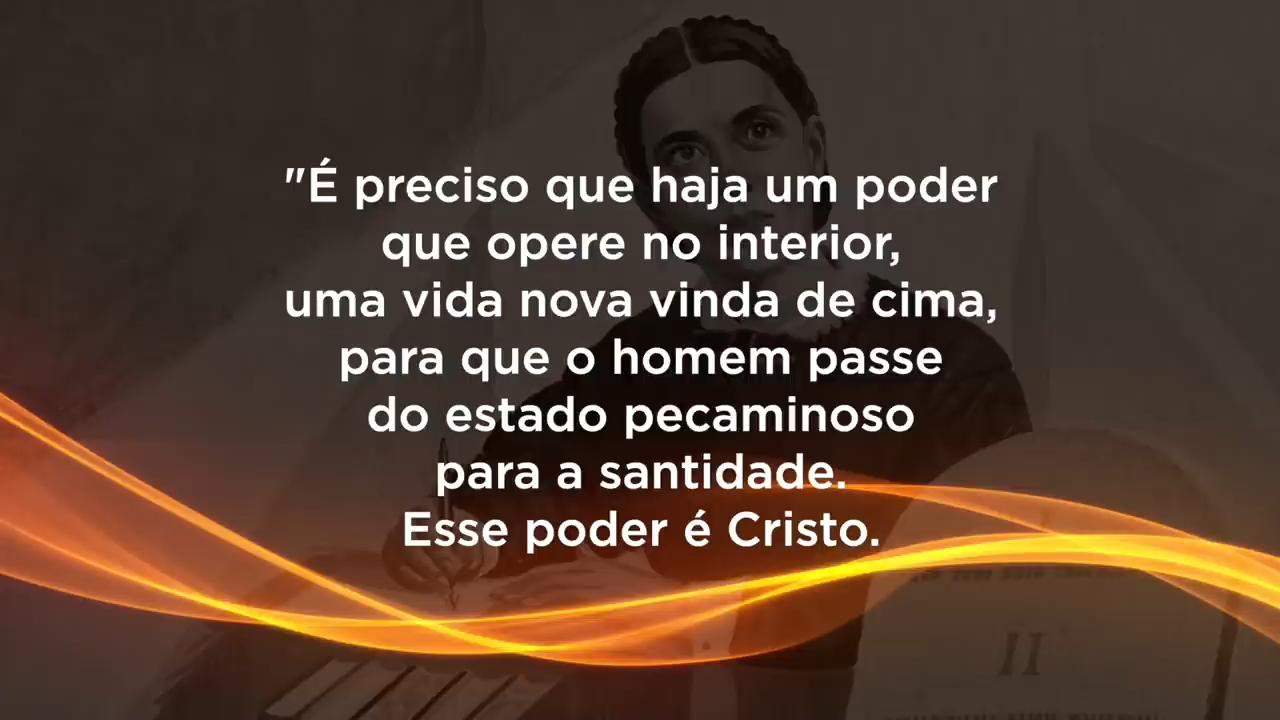 "É preciso que haja um poder
que opere no interior,
uma vida nova vinda de cima,
para que o homem passe
do estado pecaminoso
para a santidade.
Esse poder é Cristo.
II